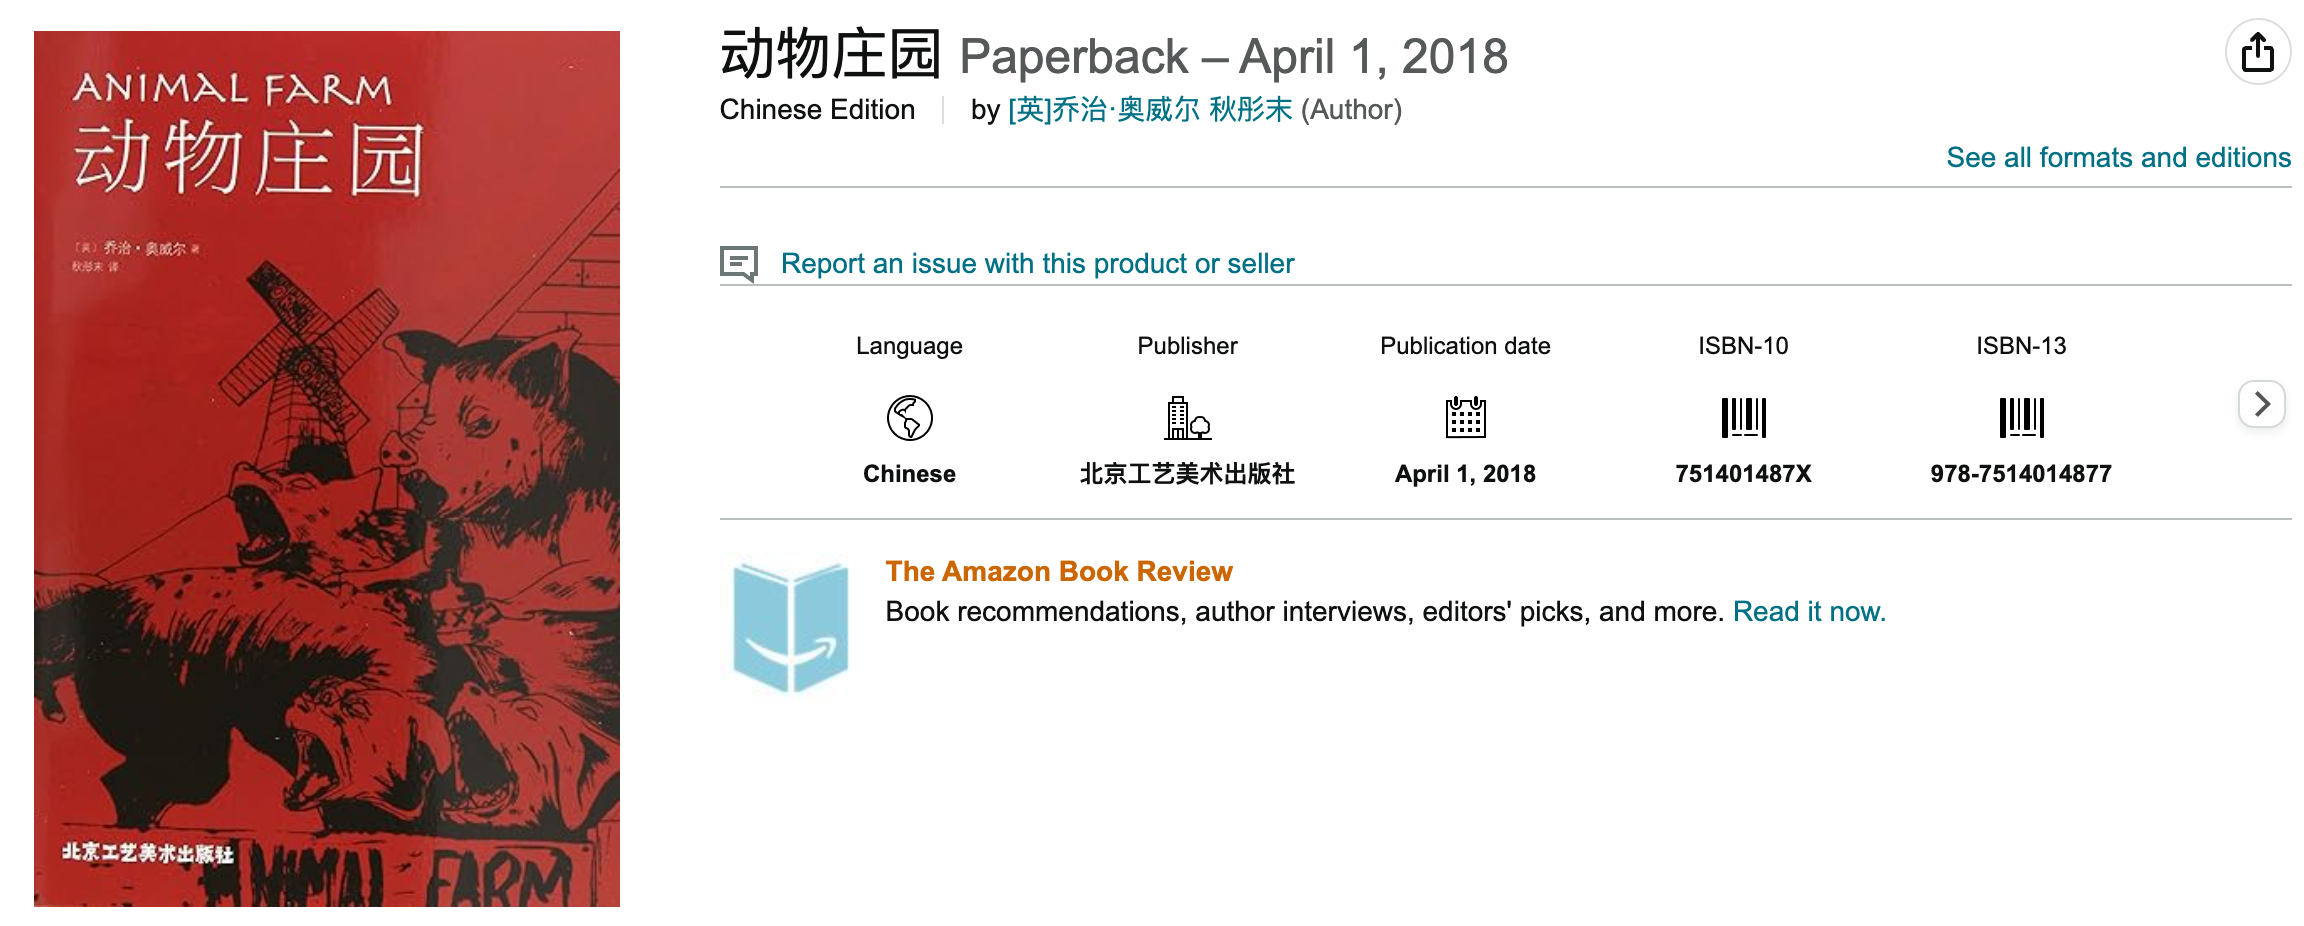 ANIMAL FARM
动物庄园
[英] 乔治·奥威尔 著
秋彤末 译
北京工艺美术出版社
ANIMAL FARM
动物庄园 Paperback – April 1, 2018
Chinese Edition by [英]乔治·奥威尔 秋彤末 (Author)
See all formats and editions
Report an issue with this product or seller
Language
Chinese
Publisher
北京工艺美术出版社
Publication date
April 1, 2018
ISBN-10
751401487X
ISBN-13
978-7514014877
The Amazon Book Review
Book recommendations, author interviews, editors' picks, and more. Read it now.